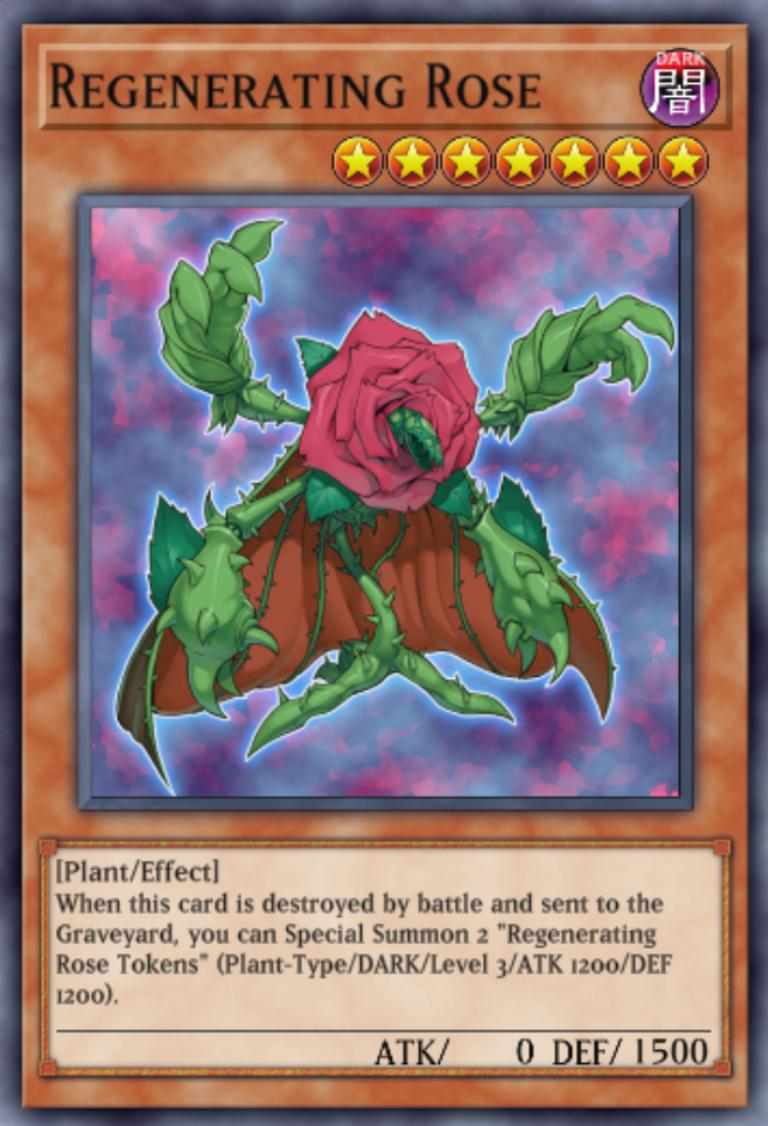 Regenerating Rose
DARK
闇
[Plant/Effect]
When this card is destroyed by battle and sent to the
Graveyard, you can Special Summon 2 "Regenerating
Rose Tokens" (Plant-Type/DARK/Level 3/ATK 1200/DEF
1200).
ATK/ 0 DEF/ 1500